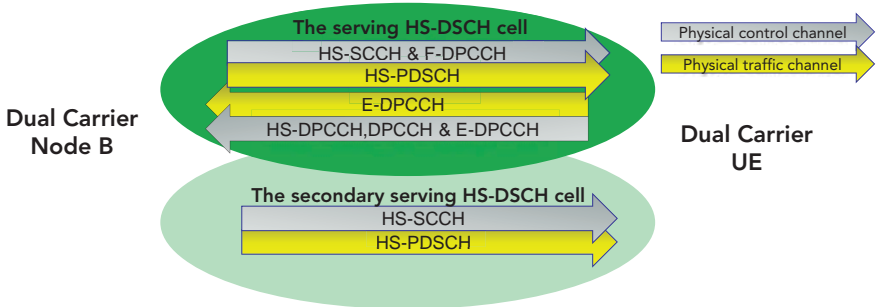 The serving HS-DSCH cell
HS-SCCH & F-DPCCH
HS-PDSCH
E-DPCCH
HS-DPCCH,DPCCH & E-DPCCH
Dual Carrier
Node B
Dual Carrier
UE
The secondary serving HS-DSCH cell
HS-SCCH
HS-PDSCH
Physical control channel
Physical traffic channel